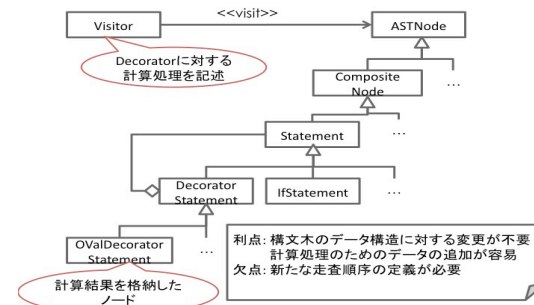 <<visit>>
Visitor
ASTNode
Decoratorに対する
計算処理を記述
Composite
Node
...
Statement
...
Decorator
Statement
IfStatement
...
OValDecorator
Statement
...
計算結果を格納した
ノード
利点: 構文木のデータ構造に対する変更が不要
計算処理のためのデータの追加が容易
欠点: 新たな走査順序の定義が必要